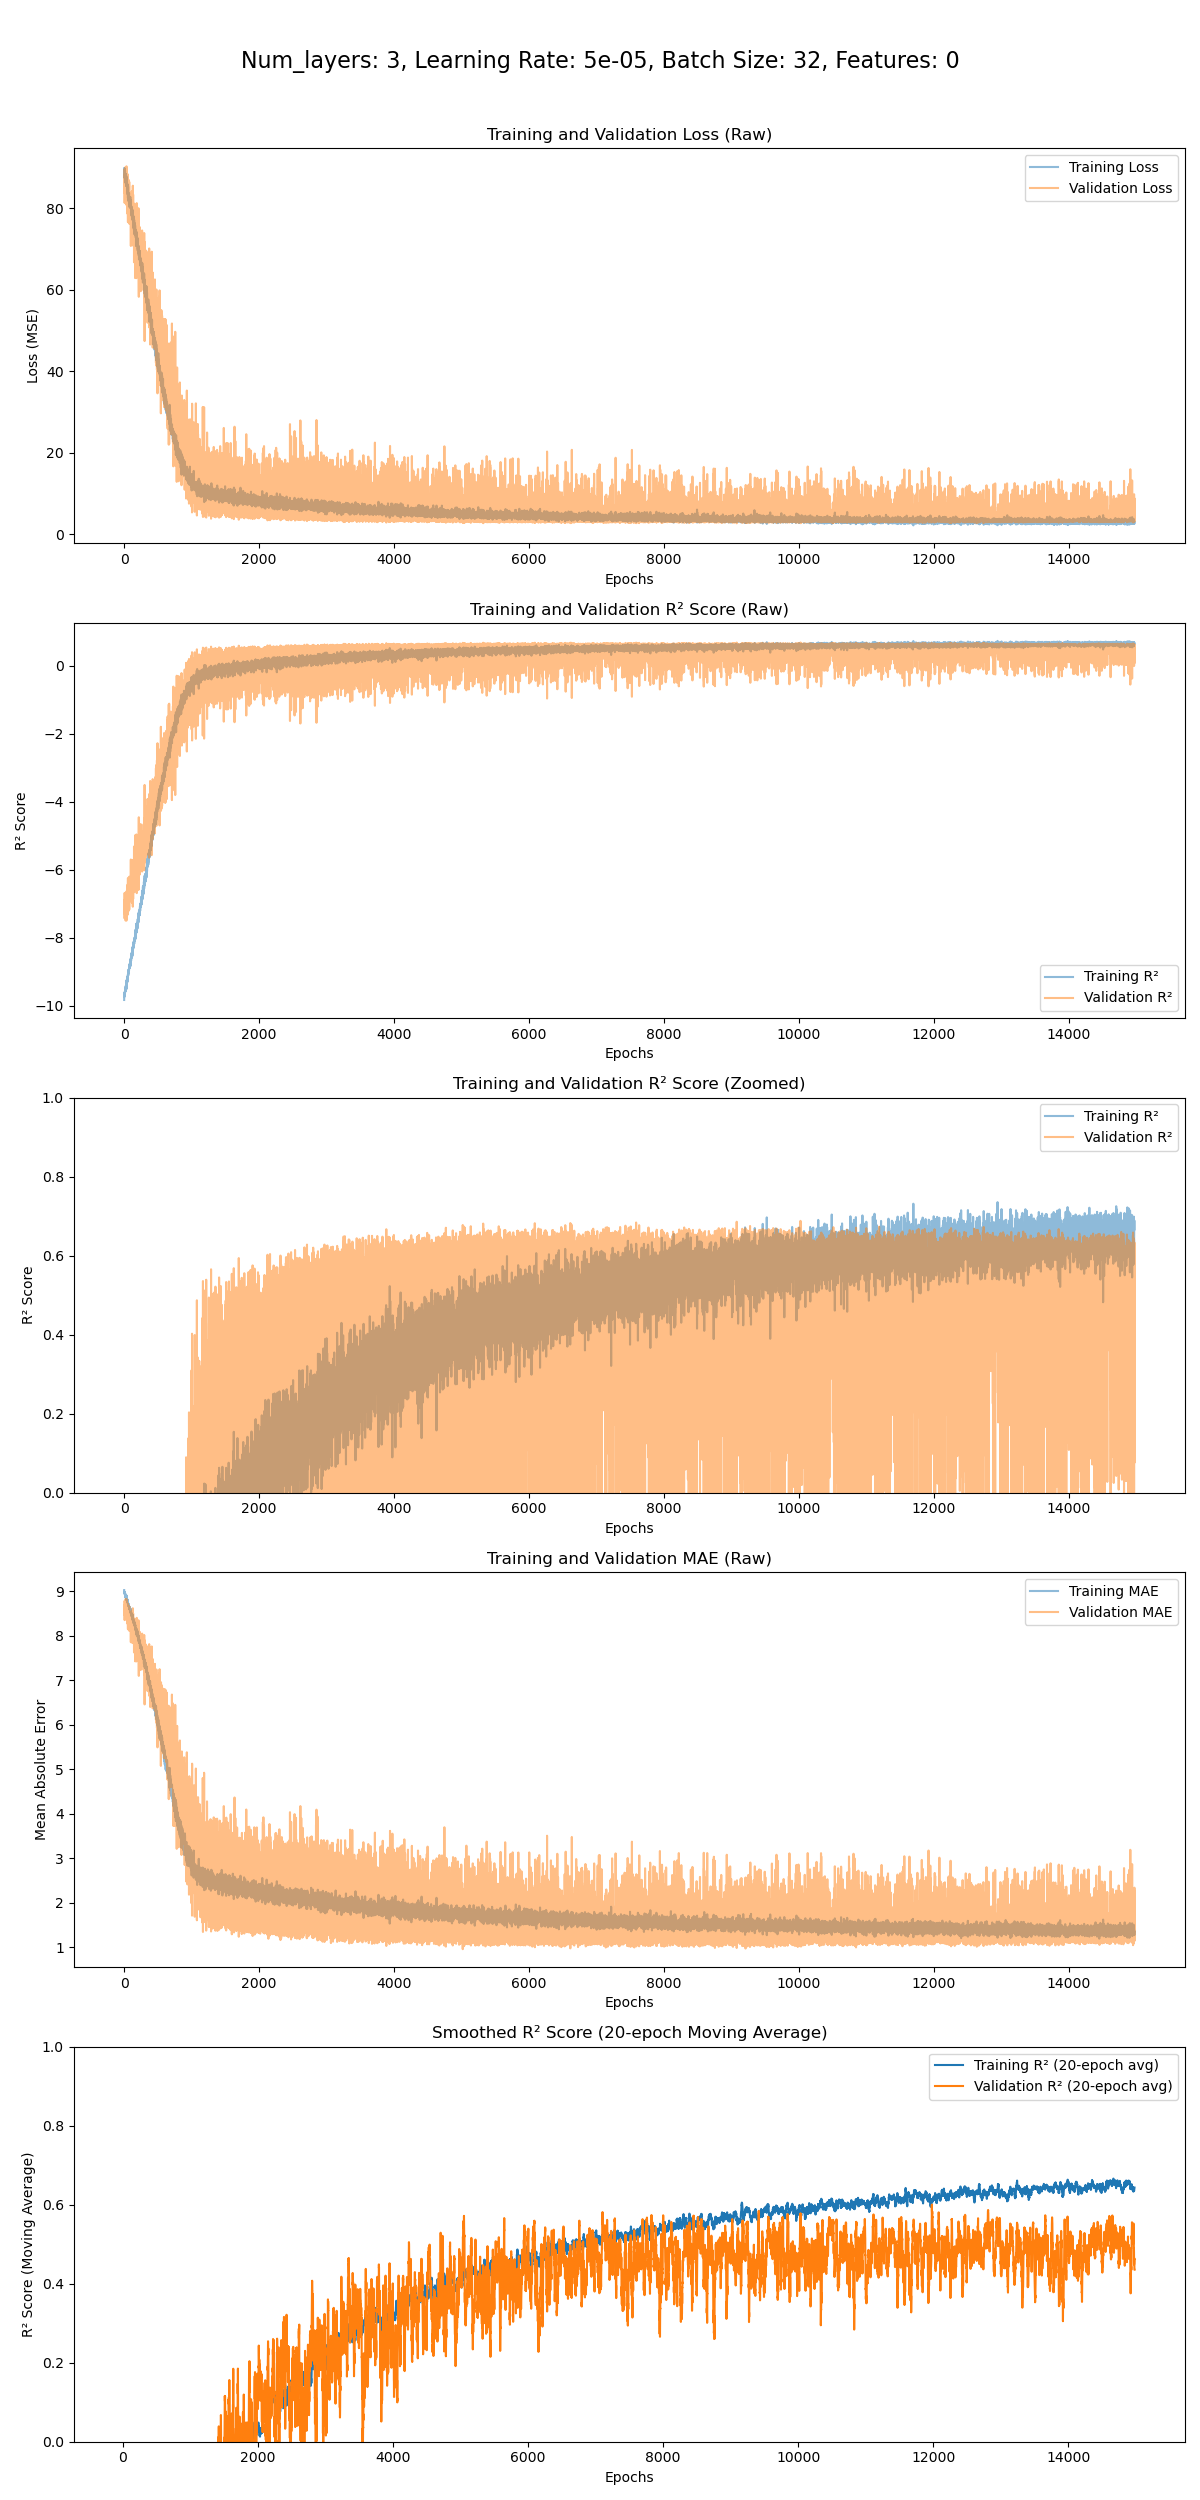 Num_layers: 3, Learning Rate: 5e-05, Batch Size: 32, Features: 0
Training and Validation Loss (Raw)
Training Loss
Validation Loss
Loss (MSE)
80
60
40
20
0
0 2000 4000 6000 8000 10000 12000 14000
Epochs
Training and Validation R² Score (Raw)
R² Score
0
−2
−4
−6
−8
−10
Training R²
Validation R²
0 2000 4000 6000 8000 10000 12000 14000
Epochs
Training and Validation R² Score (Zoomed)
Training R²
Validation R²
R² Score
1.0
0.8
0.6
0.4
0.2
0.0
0 2000 4000 6000 8000 10000 12000 14000
Epochs
Training and Validation MAE (Raw)
Training MAE
Validation MAE
Mean Absolute Error
9
8
7
6
5
4
3
2
1
0 2000 4000 6000 8000 10000 12000 14000
Epochs
Smoothed R² Score (20-epoch Moving Average)
Training R² (20-epoch avg)
Validation R² (20-epoch avg)
R² Score (Moving Average)
1.0
0.8
0.6
0.4
0.2
0.0
0 2000 4000 6000 8000 10000 12000 14000
Epochs